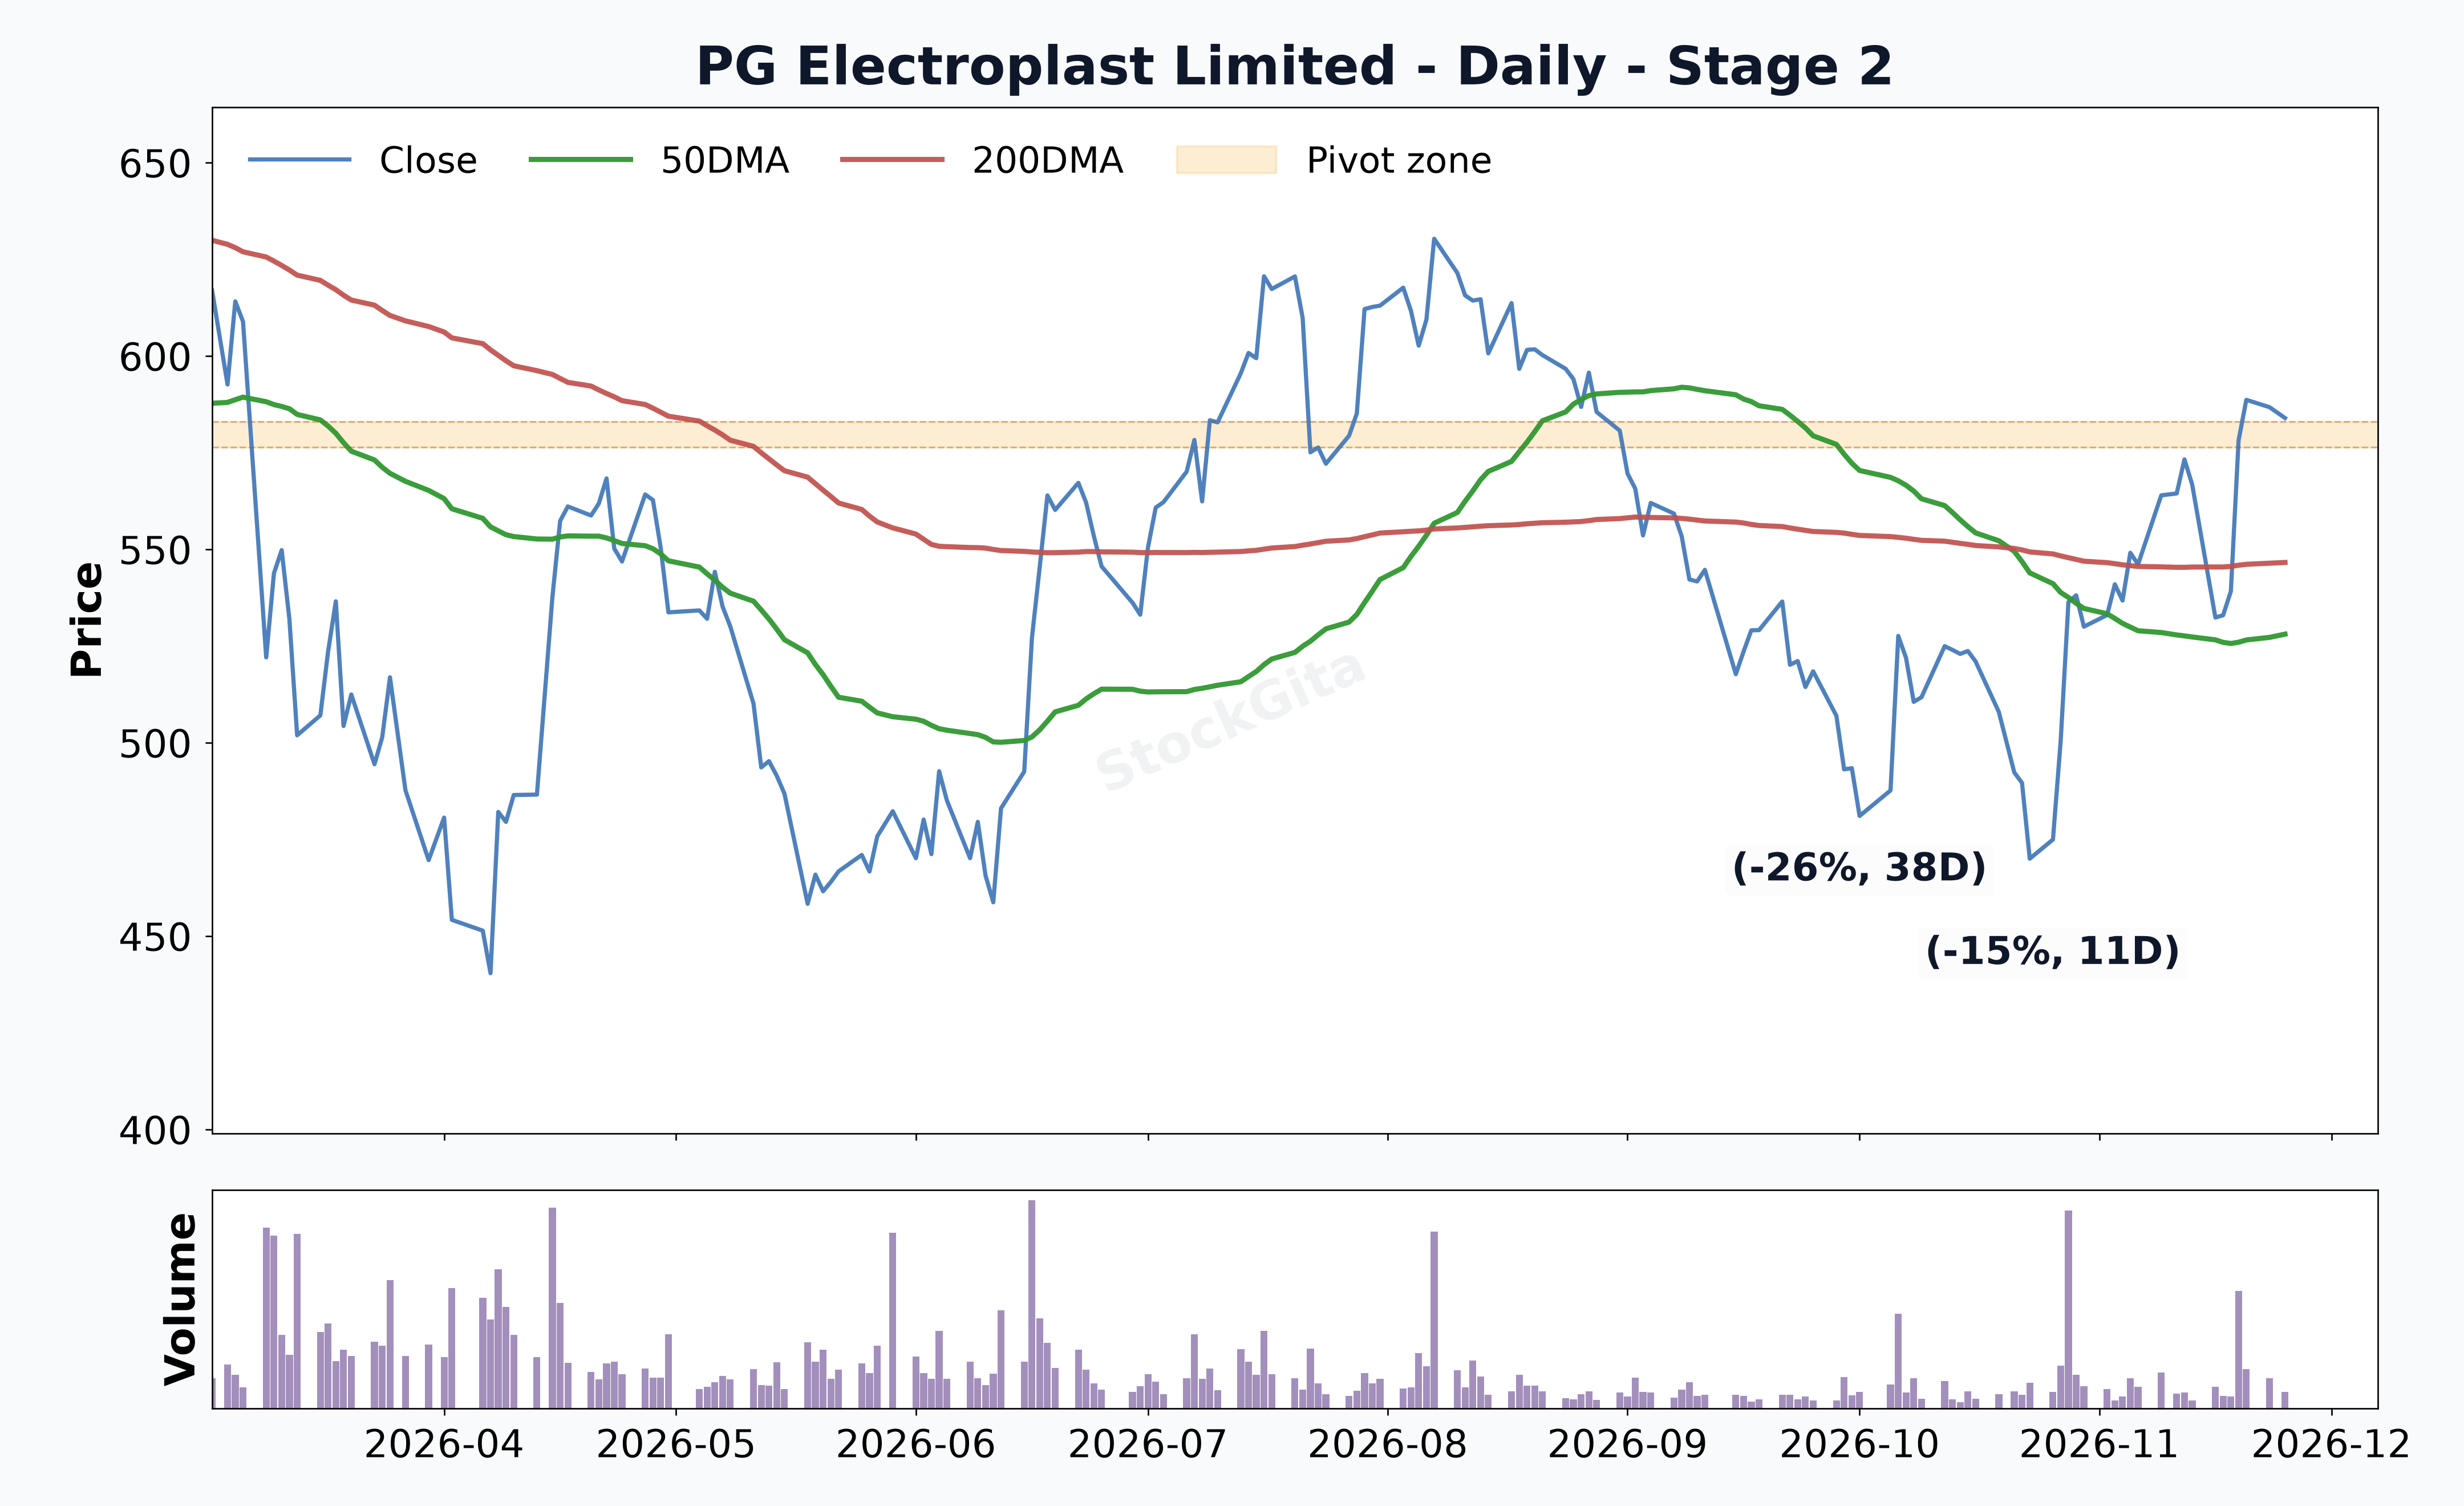 PG Electroplast Limited - Daily - Stage 2
Close 50DMA 200DMA Pivot zone
Price
650
600
550
500
450
400
StockGita
(-26%, 38D)
(-15%, 11D)
Volume
2026-04 2026-05 2026-06 2026-07 2026-08 2026-09 2026-10 2026-11 2026-12